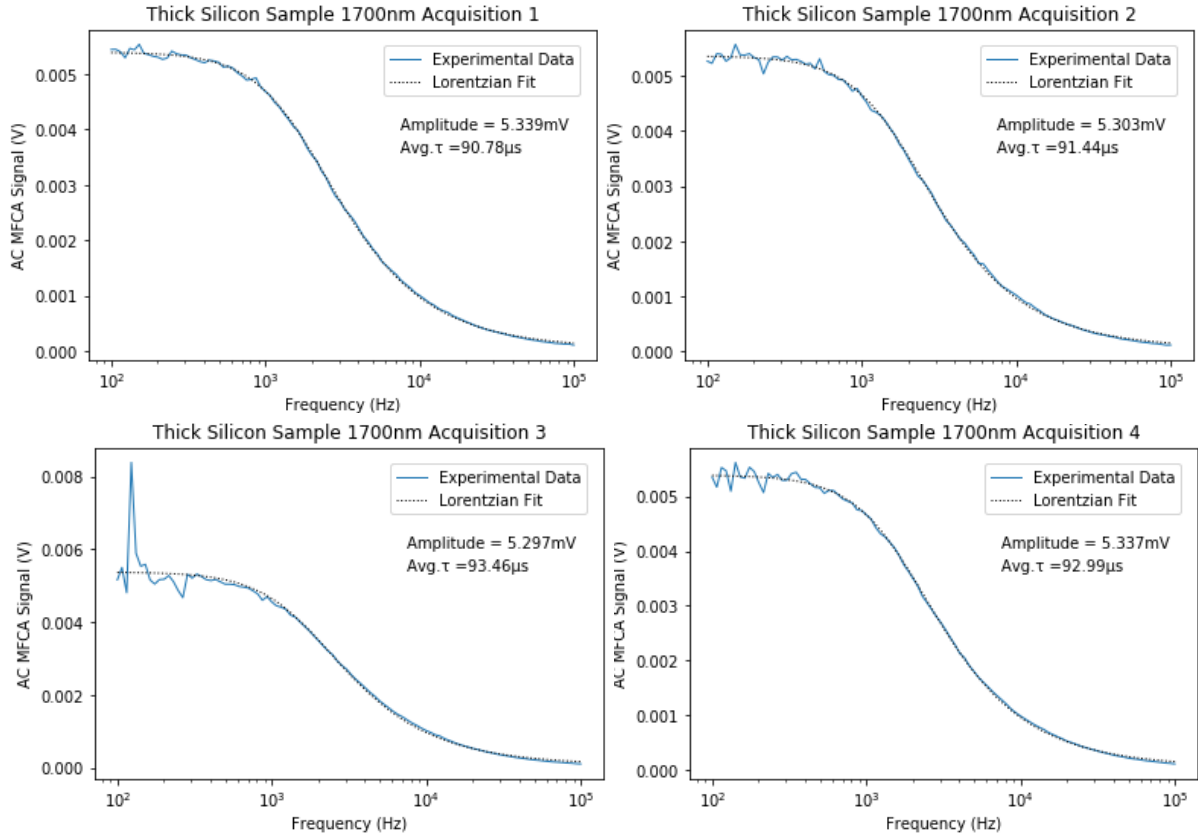 Thick Silicon Sample 1700nm Acquisition 1
AC MFCA Signal (V)
0.005
0.004
0.003
0.002
0.001
0.000
Experimental Data
Lorentzian Fit
Amplitude = 5.339mV
Avg.τ =90.78μs
10² 10³ 10⁴ 10⁵
Frequency (Hz)
Thick Silicon Sample 1700nm Acquisition 2
AC MFCA Signal (V)
0.005
0.004
0.003
0.002
0.001
0.000
Experimental Data
Lorentzian Fit
Amplitude = 5.303mV
Avg.τ =91.44μs
10² 10³ 10⁴ 10⁵
Frequency (Hz)
Thick Silicon Sample 1700nm Acquisition 3
AC MFCA Signal (V)
0.008
0.006
0.004
0.002
0.000
Experimental Data
Lorentzian Fit
Amplitude = 5.297mV
Avg.τ =93.46μs
10² 10³ 10⁴ 10⁵
Frequency (Hz)
Thick Silicon Sample 1700nm Acquisition 4
AC MFCA Signal (V)
0.005
0.004
0.003
0.002
0.001
0.000
Experimental Data
Lorentzian Fit
Amplitude = 5.337mV
Avg.τ =92.99μs
10² 10³ 10⁴ 10⁵
Frequency (Hz)